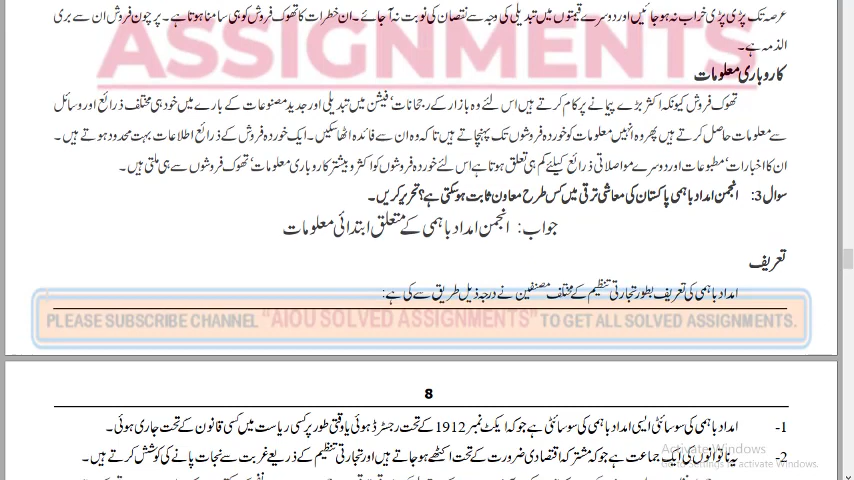 عرصہ تک پڑی پڑی خراب نہ ہو جائیں اور دوسرے قیمتوں میں تبدیلی کی وجہ سے نقصان کی نوبت نہ آ جائے۔ ان خطرات کا تھوک فروش کو ہی سامنا ہوتا ہے۔ پرچون فروش ان سے بری
الذمہ ہے۔
ASSIGNMENTS
کاروباری معلومات
تھوک فروش کیونکہ اکثر بڑے پیمانے پر کام کرتے ہیں اس لئے وہ بازار کے رجحانات‘ فیشن میں تبدیلی اور جدید مصنوعات کے بارے میں خود ہی مختلف ذرائع اور وسائل
سے معلومات حاصل کرتے ہیں پھر وہ انہیں معلومات کو خوردہ فروشوں تک پہنچاتے ہیں تاکہ وہ ان سے فائدہ اٹھا سکیں۔ ایک خوردہ فروش کے ذرائع اطلاعات بہت محدود ہوتے ہیں۔
ان کا اخبارات‘ مطبوعات اور دوسرے مواصلاتی ذرائع کیلئے کم ہی تعلق ہوتا ہے اس لئے خوردہ فروشوں کو اکثر و بیشتر کاروباری معلومات‘ تھوک فروشوں سے ہی ملتی ہیں۔
سوال 3: انجمن امداد باہمی پاکستان کی معاشی ترقی میں کس طرح معاون ثابت ہو سکتی ہے؟ تحریر کریں۔
جواب: انجمن امداد باہمی کے متعلق ابتدائی معلومات
تعریف
امداد باہمی کی تعریف بطور تجارتی تنظیم کے مختلف مصنفین نے درجہ ذیل طریق سے کی ہے:
PLEASE SUBSCRIBE CHANNEL "AIOU SOLVED ASSIGNMENTS" TO GET ALL SOLVED ASSIGNMENTS.
8
1- امداد باہمی کی سوسائٹی ایسی امداد باہمی کی سوسائٹی ہے جو کہ ایکٹ نمبر 1912 کے تحت رجسٹرڈ ہوئی یا وقتی طور پر کسی ریاست میں کسی قانون کے تحت جاری ہوئی۔
2- یہ ناتوانوں کی ایک جماعت ہے جو کہ مشترکہ اقتصادی ضرورت کے تحت اکٹھے ہو جاتے ہیں اور تجارتی تنظیم کے ذریعے غربت سے نجات پانے کی کوشش کرتے ہیں۔
Activate Windows
Go to Settings to activate Windows.